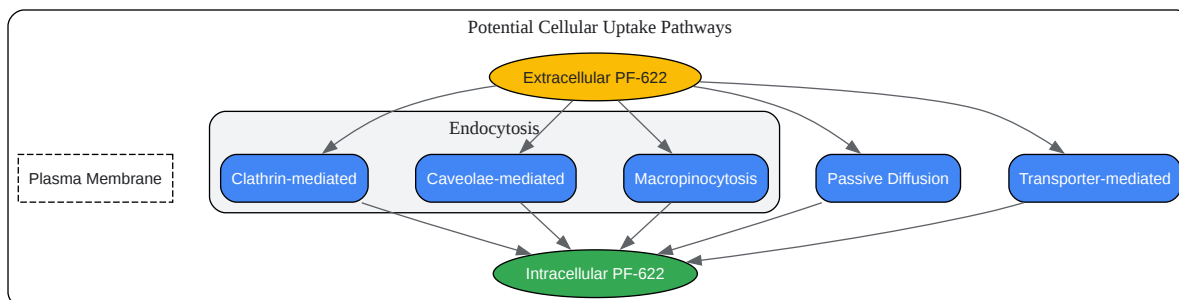 Potential Cellular Uptake Pathways
Extracellular PF-622
Endocytosis
Plasma Membrane
Clathrin-mediated
Caveolae-mediated
Macropinocytosis
Passive Diffusion
Transporter-mediated
Intracellular PF-622